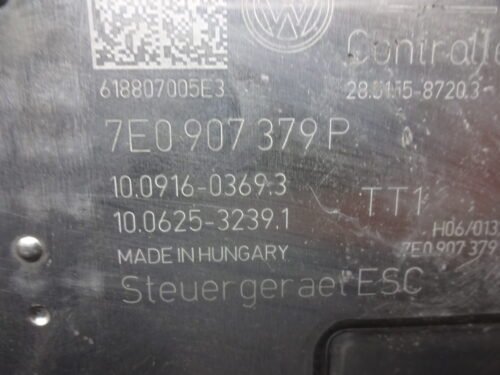 618807005E3
28.5115-8720.3
7E0 907 379 P
10.0916-0369.3
10.0625-3239.1
TT1
H06/013
7E0 907 379
MADE IN HUNGARY
Steuergeraet ESC